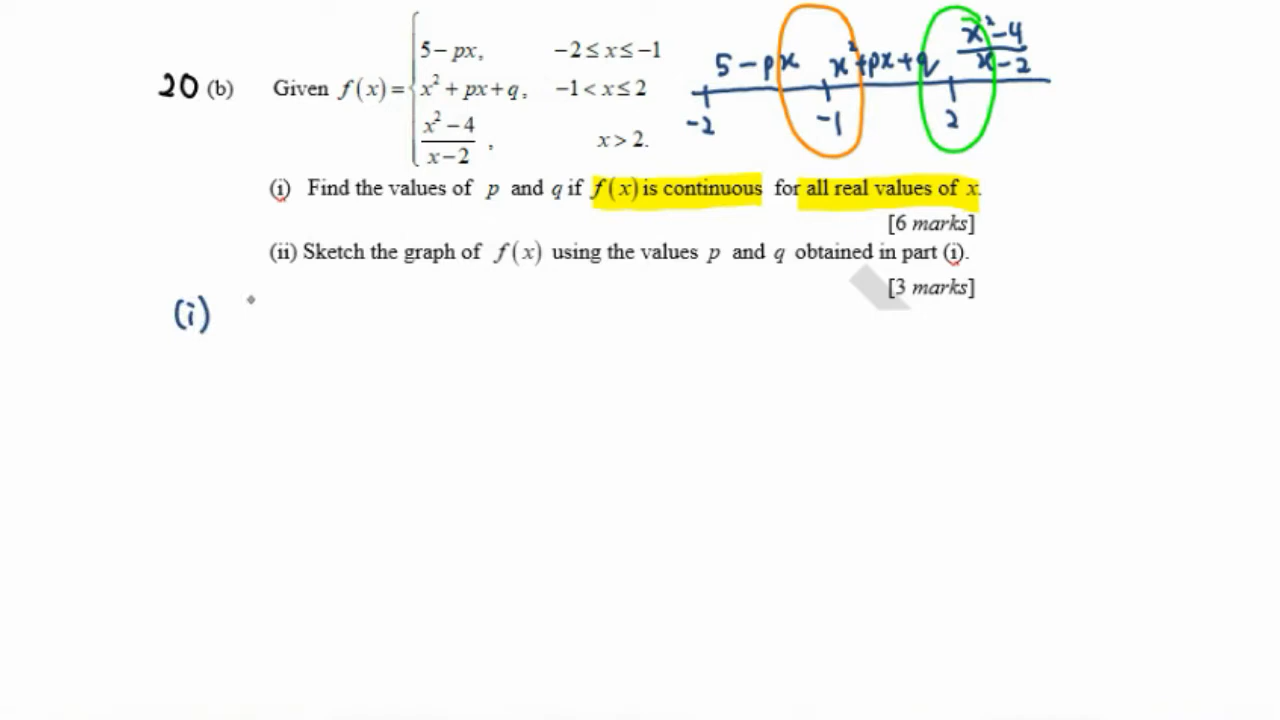 20 (b) Given f(x) = { 5 − px, −2 ≤ x ≤ −1
x² + px + q, −1 < x ≤ 2
x² − 4 / x − 2, x > 2.
5 − px x² + px + q x² − 4 / x − 2
−2 −1 2
(i) Find the values of p and q if f(x) is continuous for all real values of x.
[6 marks]
(ii) Sketch the graph of f(x) using the values p and q obtained in part (i).
[3 marks]
(i)